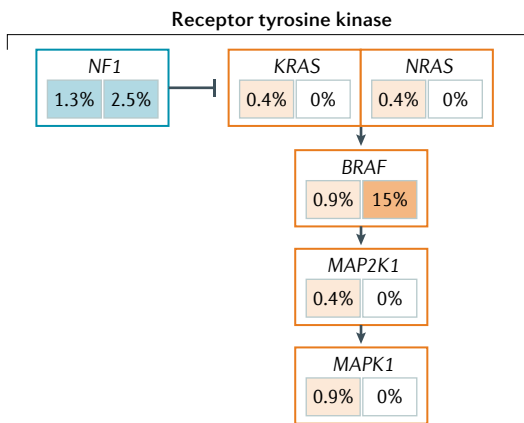 Receptor tyrosine kinase
NF1 KRAS NRAS
1.3% 2.5% 0.4% 0% 0.4% 0%
BRAF
0.9% 15%
MAP2K1
0.4% 0%
MAPK1
0.9% 0%